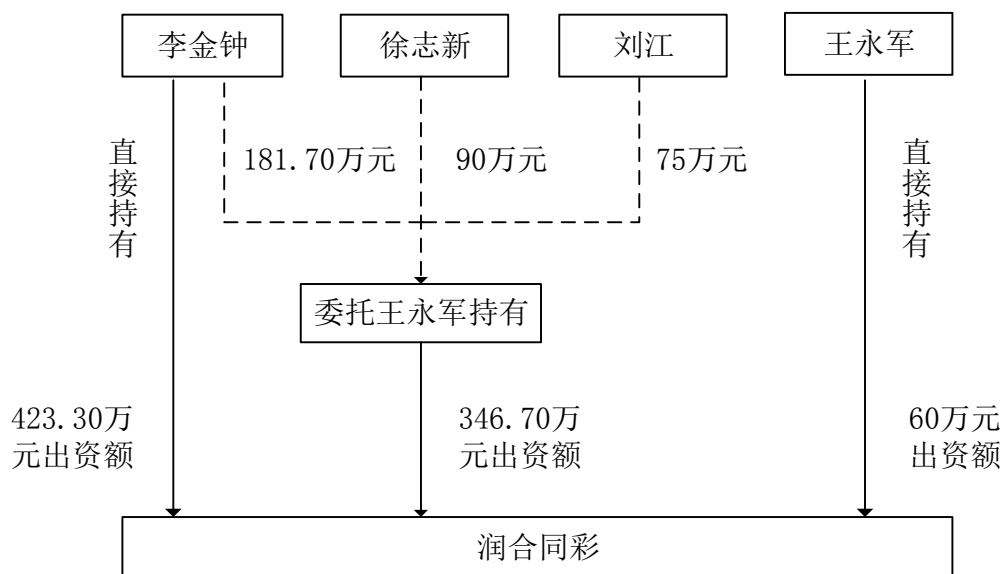 李金钟
徐志新
刘江
王永军
直接持有
181.70万元
90万元
75万元
直接持有
委托王永军持有
423.30万
元出资额
346.70万
元出资额
60万元
出资额
润合同彩